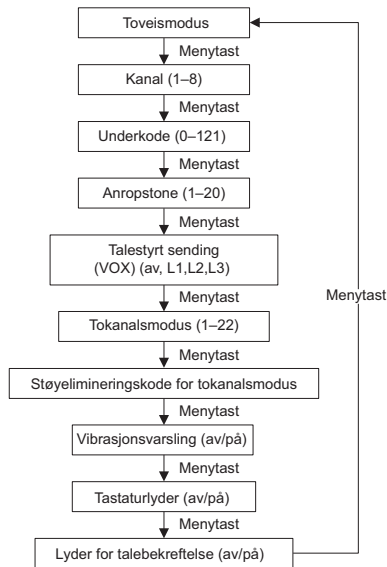 Toveismodus
Menytast
Kanal (1–8)
Menytast
Underkode (0–121)
Menytast
Anropstone (1–20)
Menytast
Talestyrt sending
(VOX) (av, L1,L2,L3)
Menytast
Menytast
Tokanalsmodus (1–22)
Menytast
Støyelimineringskode for tokanalsmodus
Menytast
Vibrasjonsvarsling (av/på)
Menytast
Tastaturlyder (av/på)
Menytast
Lyder for talebekreftelse (av/på)